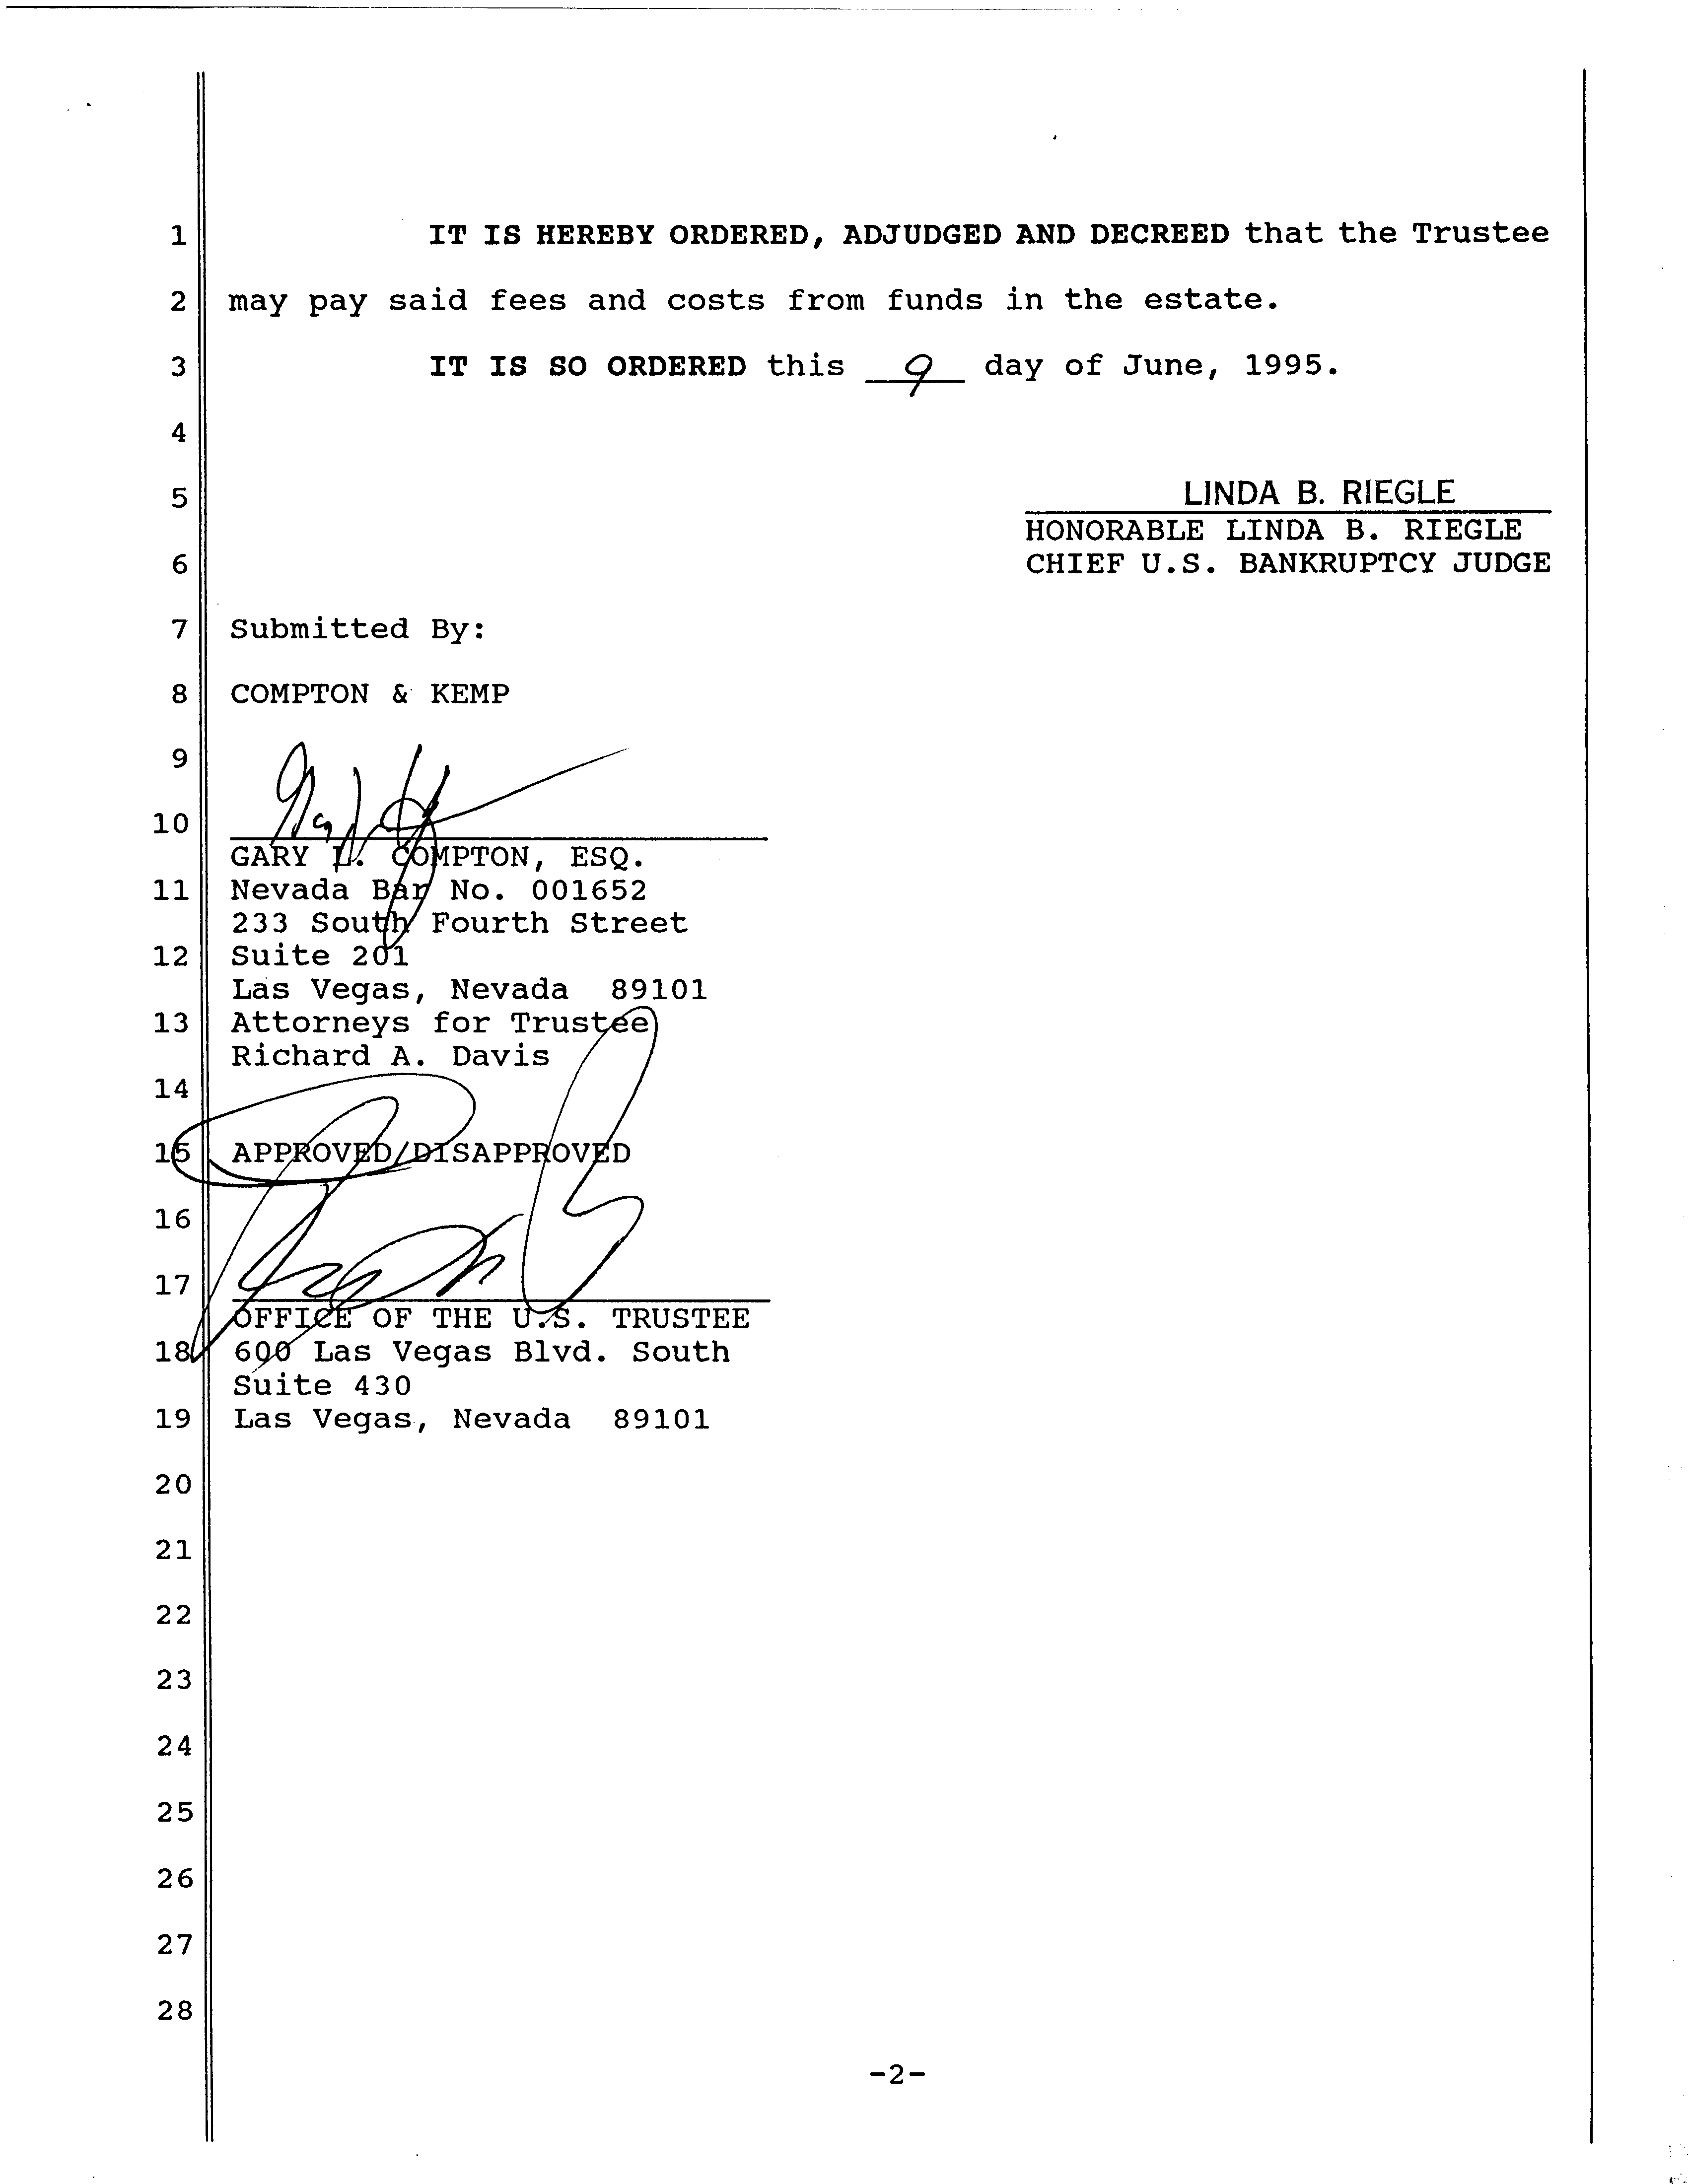 1 IT IS HEREBY ORDERED, ADJUDGED AND DECREED that the Trustee
2 may pay said fees and costs from funds in the estate.
3 IT IS SO ORDERED this 9 day of June, 1995.
4
5 LINDA B. RIEGLE
HONORABLE LINDA B. RIEGLE
6 CHIEF U.S. BANKRUPTCY JUDGE
7 Submitted By:
8 COMPTON & KEMP
9
10
GARY L. COMPTON, ESQ.
11 Nevada Bar No. 001652
233 South Fourth Street
12 Suite 201
Las Vegas, Nevada 89101
13 Attorneys for Trustee
Richard A. Davis
14
15 APPROVED/DISAPPROVED
16
17
OFFICE OF THE U.S. TRUSTEE
18 600 Las Vegas Blvd. South
Suite 430
19 Las Vegas, Nevada 89101
20
21
22
23
24
25
26
27
28
-2-